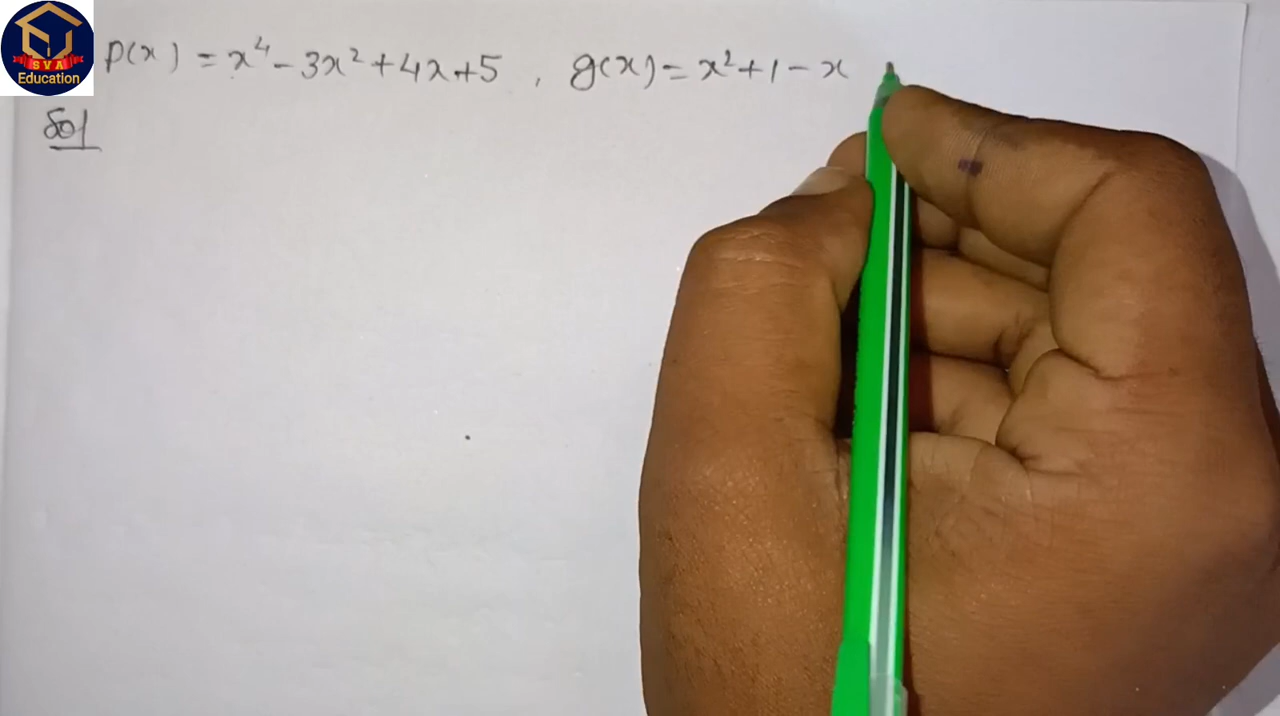 SVA
Education
p(x) = x⁴ - 3x² + 4x + 5 , g(x) = x² + 1 - x
Sol